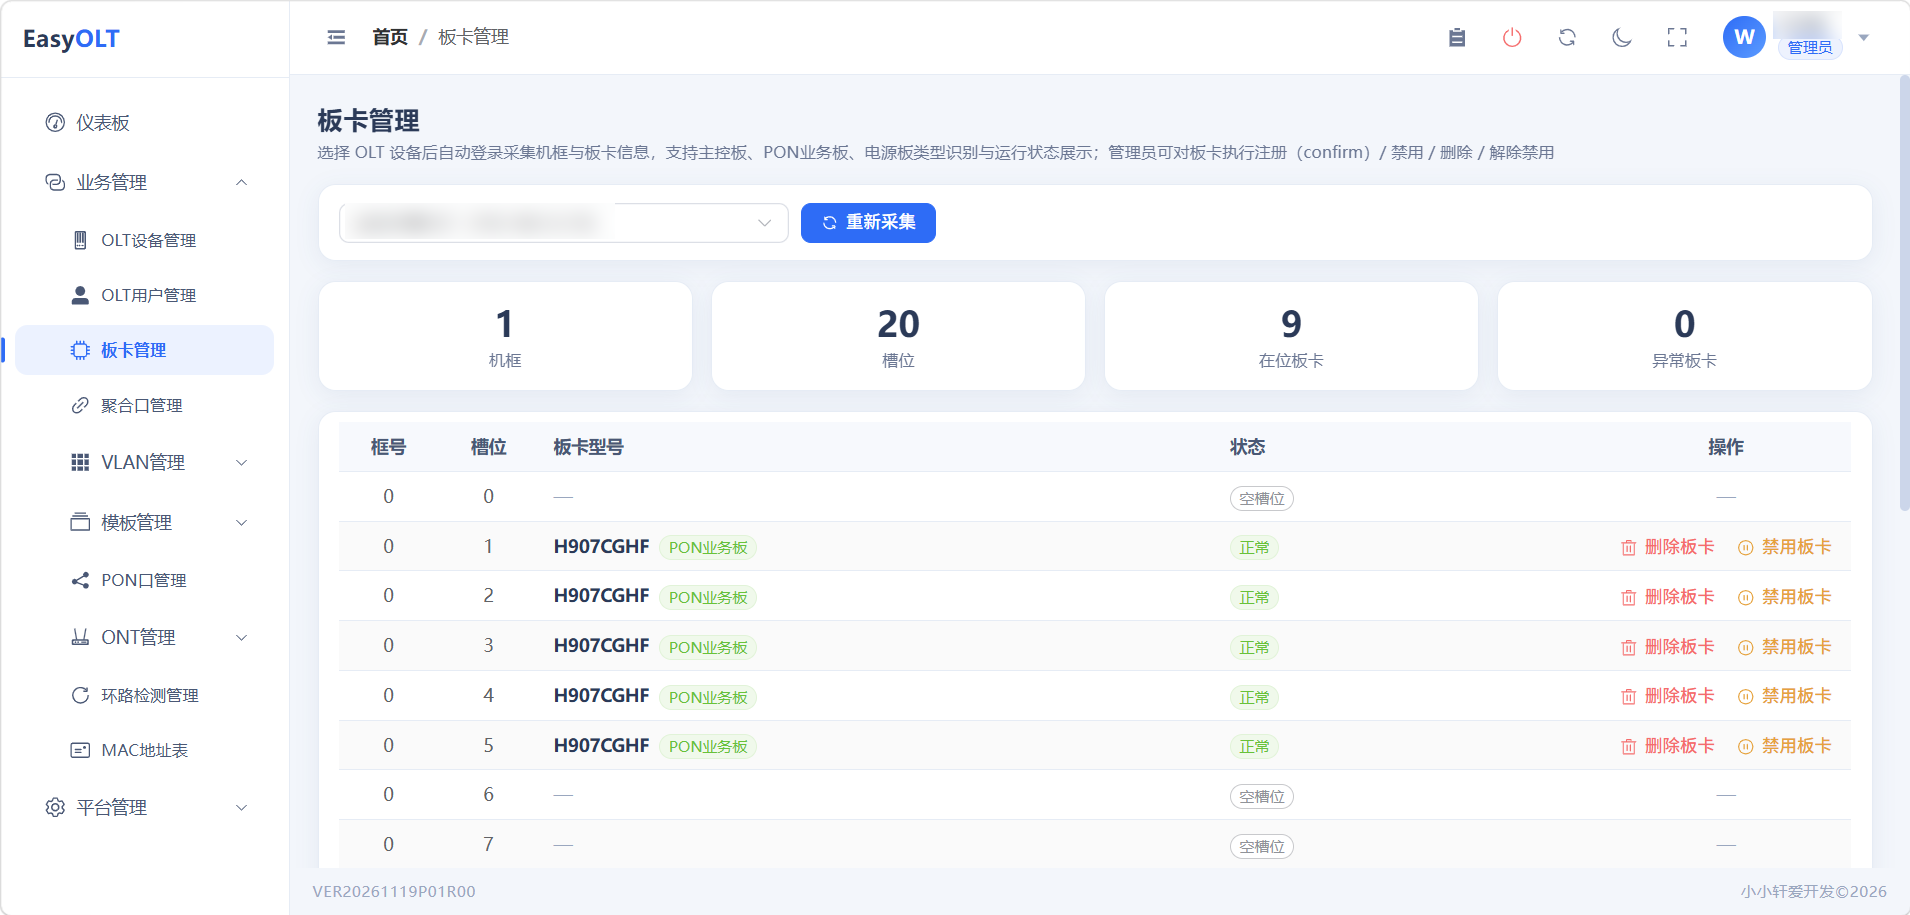 EasyOLT
首页 / 板卡管理
W
管理员
仪表板
业务管理
OLT设备管理
OLT用户管理
板卡管理
聚合口管理
VLAN管理
模板管理
PON口管理
ONT管理
环路检测管理
MAC地址表
平台管理
板卡管理
选择 OLT 设备后自动登录采集机框与板卡信息，支持主控板、PON业务板、电源板类型识别与运行状态展示；管理员可对板卡执行注册（confirm）/ 禁用 / 删除 / 解除禁用
重新采集
1
机框
20
槽位
9
在位板卡
0
异常板卡
框号 槽位 板卡型号 状态 操作
0 0 — 空槽位 —
0 1 H907CGHF PON业务板 正常 删除板卡 禁用板卡
0 2 H907CGHF PON业务板 正常 删除板卡 禁用板卡
0 3 H907CGHF PON业务板 正常 删除板卡 禁用板卡
0 4 H907CGHF PON业务板 正常 删除板卡 禁用板卡
0 5 H907CGHF PON业务板 正常 删除板卡 禁用板卡
0 6 — 空槽位 —
0 7 — 空槽位 —
VER20261119P01R00
小小轩爱开发©2026